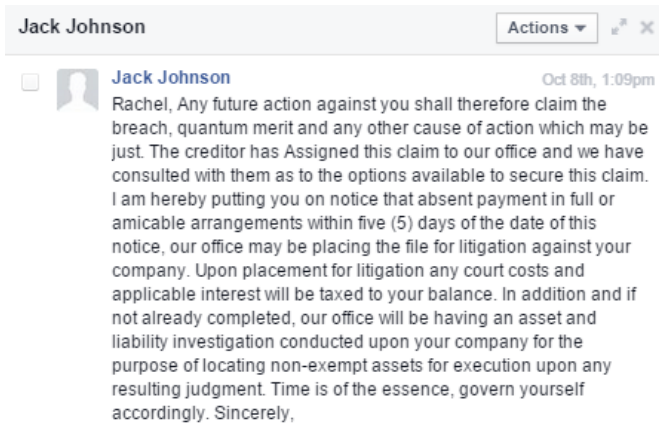 Jack Johnson
Actions
Jack Johnson
Oct 8th, 1:09pm
Rachel, Any future action against you shall therefore claim the
breach, quantum merit and any other cause of action which may be
just. The creditor has Assigned this claim to our office and we have
consulted with them as to the options available to secure this claim.
I am hereby putting you on notice that absent payment in full or
amicable arrangements within five (5) days of the date of this
notice, our office may be placing the file for litigation against your
company. Upon placement for litigation any court costs and
applicable interest will be taxed to your balance. In addition and if
not already completed, our office will be having an asset and
liability investigation conducted upon your company for the
purpose of locating non-exempt assets for execution upon any
resulting judgment. Time is of the essence, govern yourself
accordingly. Sincerely,